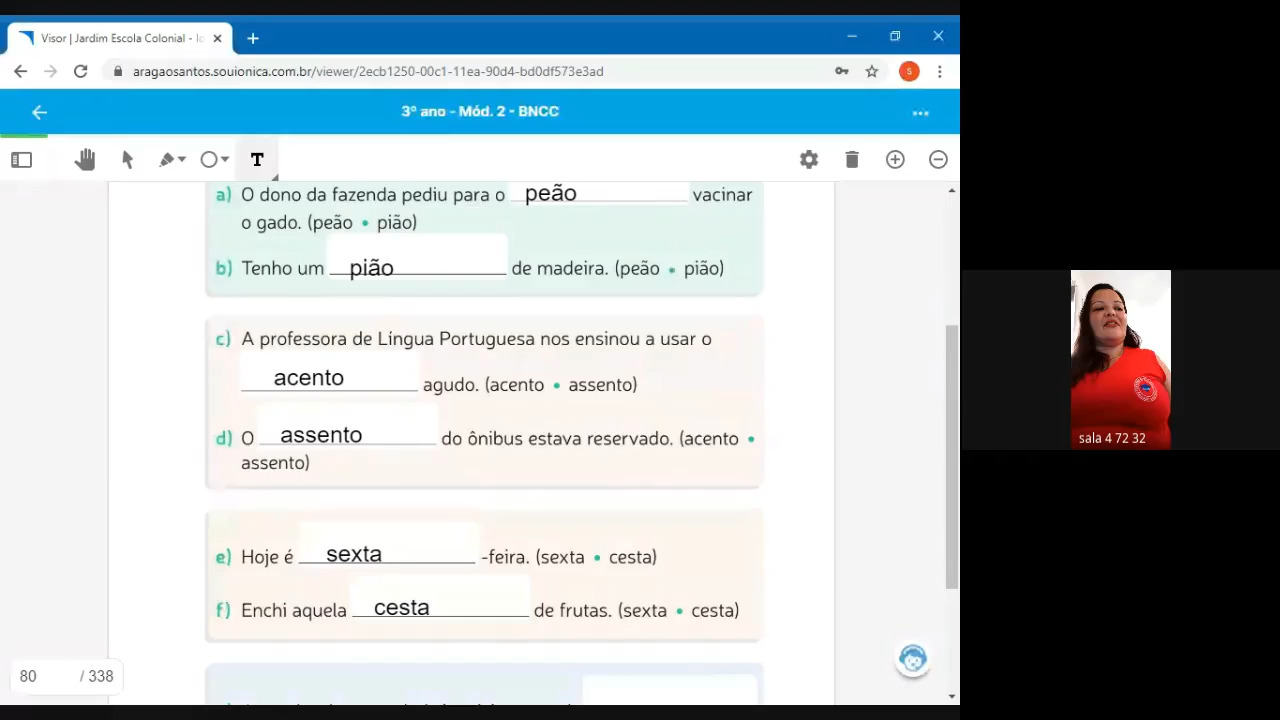 Visor | Jardim Escola Colonial - Io
aragaosantos.souionica.com.br/viewer/2ecb1250-00c1-11ea-90d4-bd0df573e3ad
S
3º ano - Mód. 2 - BNCC
T
a) O dono da fazenda pediu para o peão vacinar
o gado. (peão • pião)
b) Tenho um pião de madeira. (peão • pião)
c) A professora de Língua Portuguesa nos ensinou a usar o
acento agudo. (acento • assento)
d) O assento do ônibus estava reservado. (acento •
assento)
e) Hoje é sexta -feira. (sexta • cesta)
f) Enchi aquela cesta de frutas. (sexta • cesta)
80 / 338
sala 4 72 32